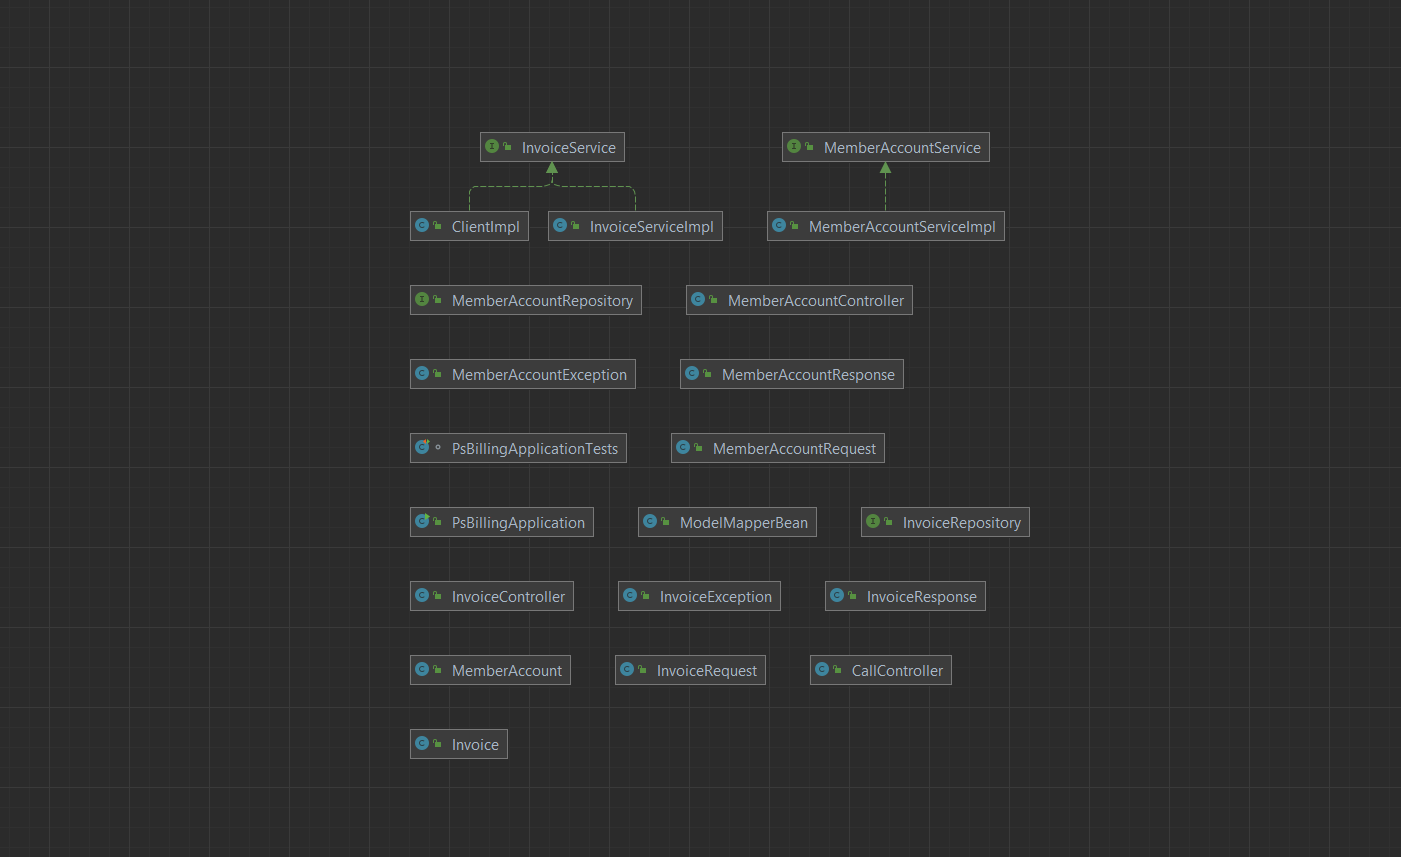 InvoiceService MemberAccountService
ClientImpl InvoiceServiceImpl MemberAccountServiceImpl
MemberAccountRepository MemberAccountController
MemberAccountException MemberAccountResponse
PsBillingApplicationTests MemberAccountRequest
PsBillingApplication ModelMapperBean InvoiceRepository
InvoiceController InvoiceException InvoiceResponse
MemberAccount InvoiceRequest CallController
Invoice